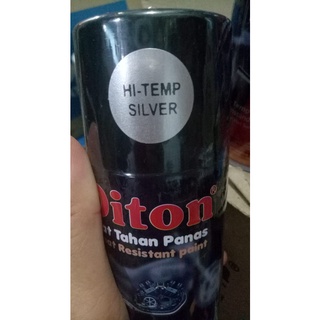 HI-TEMP
SILVER
Diton®
Tahan Panas
Resistant paint